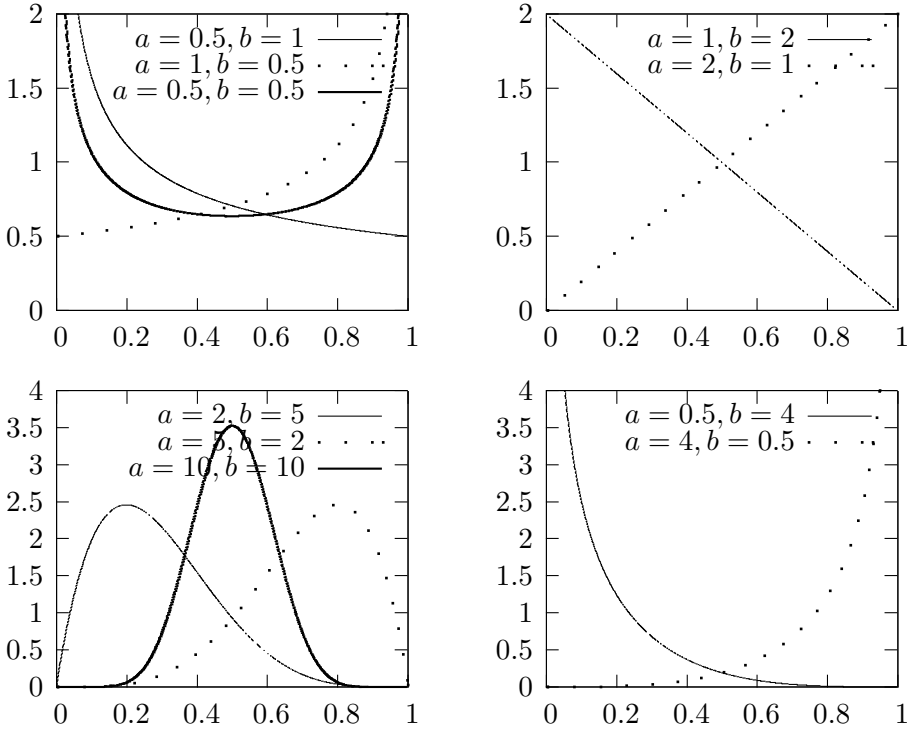 2
1.5
1
0.5
0
0 0.2 0.4 0.6 0.8 1
a = 0.5, b = 1
a = 1, b = 0.5
a = 0.5, b = 0.5
2
1.5
1
0.5
0
0 0.2 0.4 0.6 0.8 1
a = 1, b = 2
a = 2, b = 1
4
3.5
3
2.5
2
1.5
1
0.5
0
0 0.2 0.4 0.6 0.8 1
a = 2, b = 5
a = 5, b = 2
a = 10, b = 10
4
3.5
3
2.5
2
1.5
1
0.5
0
0 0.2 0.4 0.6 0.8 1
a = 0.5, b = 4
a = 4, b = 0.5